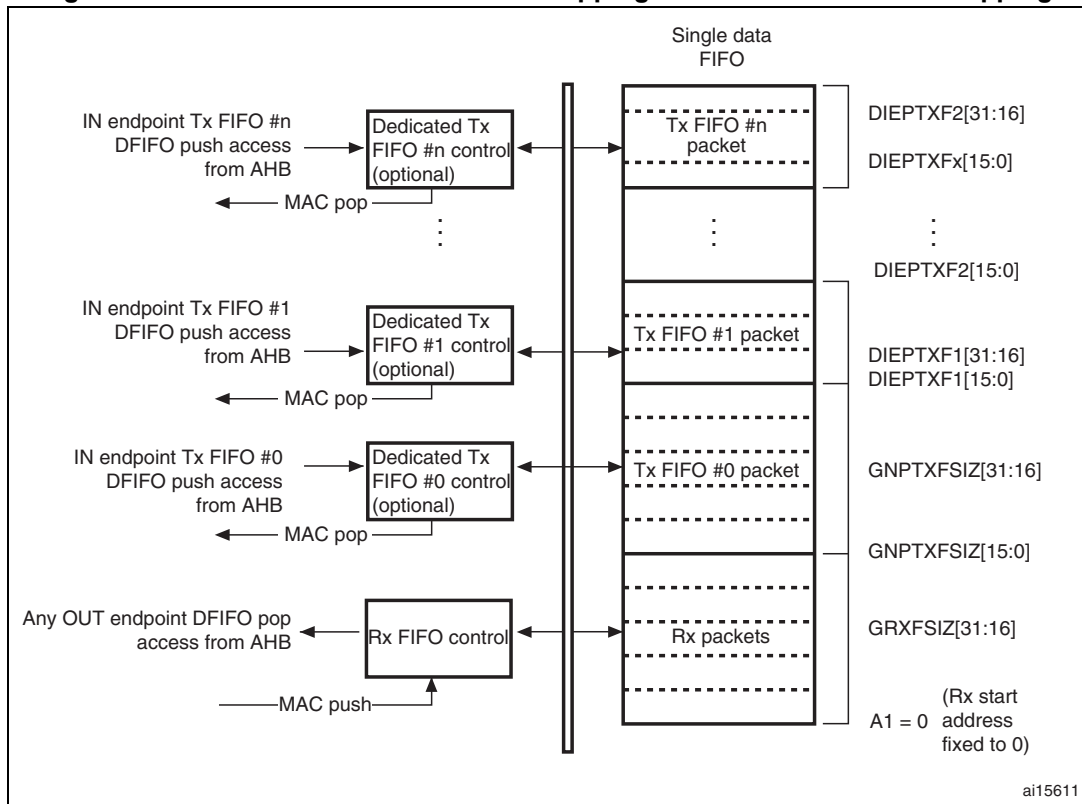 Single data
FIFO
IN endpoint Tx FIFO #n
DFIFO push access
from AHB
Dedicated Tx
FIFO #n control
(optional)
MAC pop
Tx FIFO #n
packet
DIEPTXF2[31:16]
DIEPTXFx[15:0]
DIEPTXF2[15:0]
IN endpoint Tx FIFO #1
DFIFO push access
from AHB
Dedicated Tx
FIFO #1 control
(optional)
MAC pop
Tx FIFO #1 packet
DIEPTXF1[31:16]
DIEPTXF1[15:0]
IN endpoint Tx FIFO #0
DFIFO push access
from AHB
Dedicated Tx
FIFO #0 control
(optional)
MAC pop
Tx FIFO #0 packet
GNPTXFSIZ[31:16]
GNPTXFSIZ[15:0]
Any OUT endpoint DFIFO pop
access from AHB
Rx FIFO control
MAC push
Rx packets
GRXFSIZ[31:16]
A1 = 0
(Rx start
address
fixed to 0)
ai15611